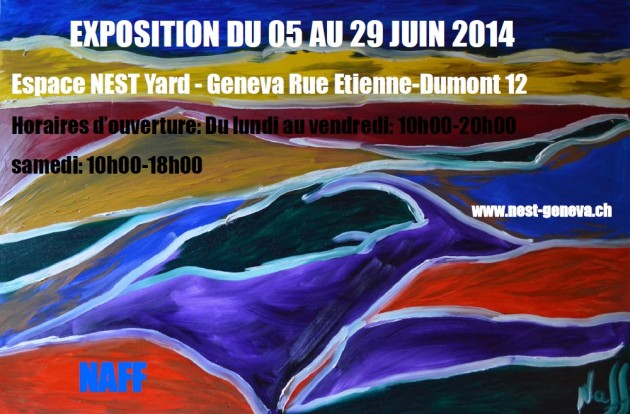 EXPOSITION DU 05 AU 29 JUIN 2014
Espace NEST Yard - Geneva Rue Etienne-Dumont 12
Horaires d'ouverture: Du lundi au vendredi: 10h00-20h00
samedi: 10h00-18h00
www.nest-geneva.ch
NAFF
Naff